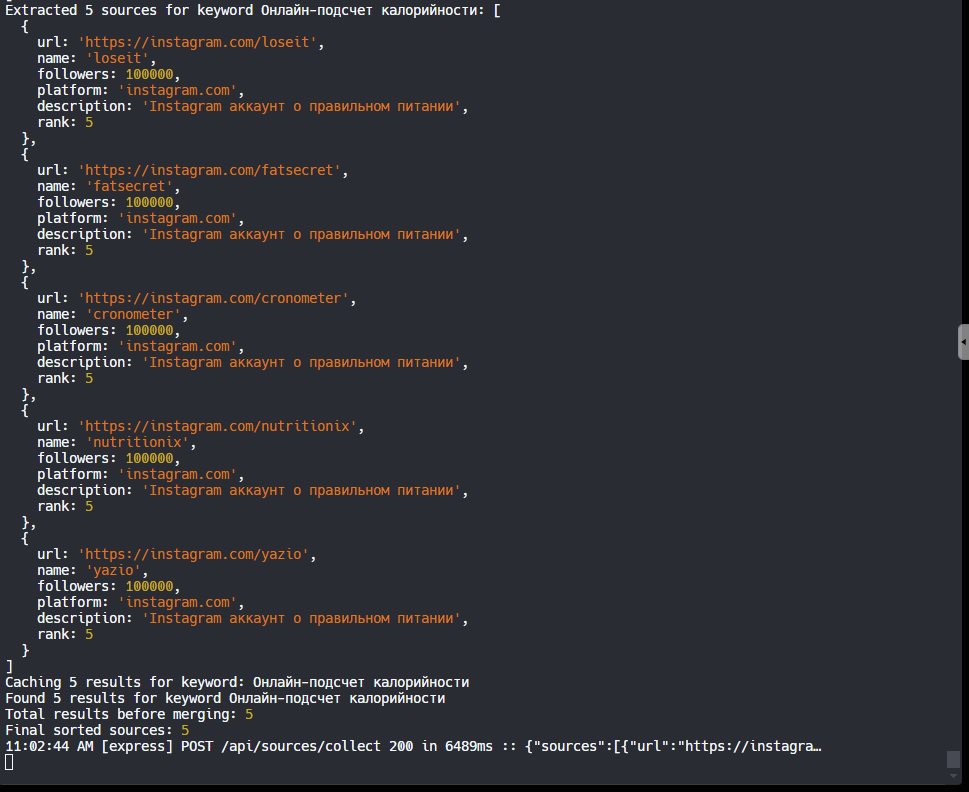 Extracted 5 sources for keyword Онлайн-подсчет калорийности: [
  {
    url: 'https://instagram.com/loseit',
    name: 'loseit',
    followers: 100000,
    platform: 'instagram.com',
    description: 'Instagram аккаунт о правильном питании',
    rank: 5
  },
  {
    url: 'https://instagram.com/fatsecret',
    name: 'fatsecret',
    followers: 100000,
    platform: 'instagram.com',
    description: 'Instagram аккаунт о правильном питании',
    rank: 5
  },
  {
    url: 'https://instagram.com/cronometer',
    name: 'cronometer',
    followers: 100000,
    platform: 'instagram.com',
    description: 'Instagram аккаунт о правильном питании',
    rank: 5
  },
  {
    url: 'https://instagram.com/nutritionix',
    name: 'nutritionix',
    followers: 100000,
    platform: 'instagram.com',
    description: 'Instagram аккаунт о правильном питании',
    rank: 5
  },
  {
    url: 'https://instagram.com/yazio',
    name: 'yazio',
    followers: 100000,
    platform: 'instagram.com',
    description: 'Instagram аккаунт о правильном питании',
    rank: 5
  }
]
Caching 5 results for keyword: Онлайн-подсчет калорийности
Found 5 results for keyword Онлайн-подсчет калорийности
Total results before merging: 5
Final sorted sources: 5
11:02:44 AM [express] POST /api/sources/collect 200 in 6489ms :: {"sources":[{"url":"https://instagra…